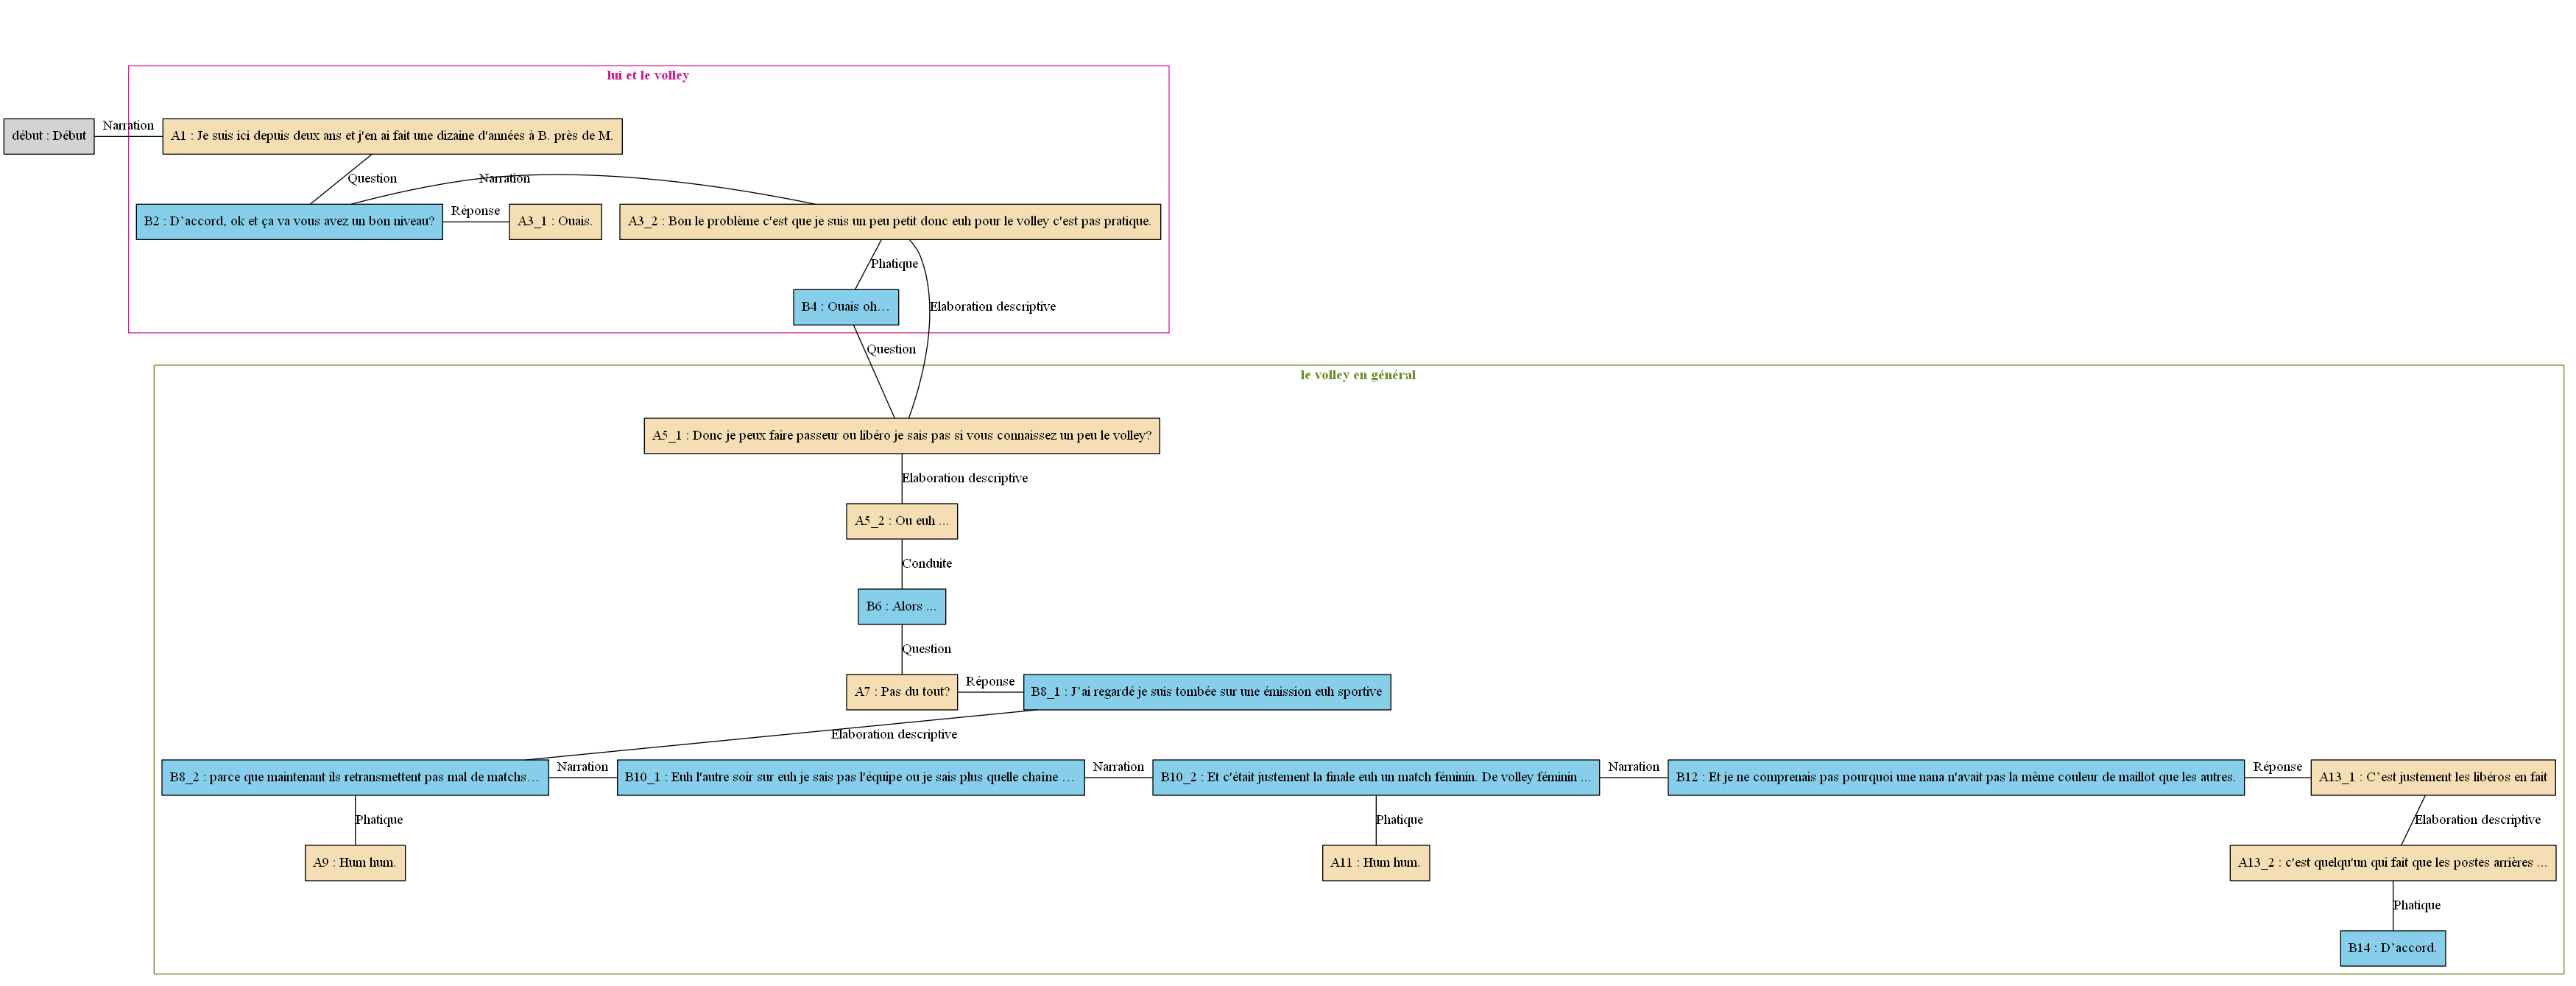 lui et le volley
Narration
début : Début
A1 : Je suis ici depuis deux ans et j'en ai fait une dizaine d'années à B. près de M.
Question
Narration
B2 : D’accord, ok et ça va vous avez un bon niveau?
Réponse
A3_1 : Ouais.
A3_2 : Bon le problème c'est que je suis un peu petit donc euh pour le volley c'est pas pratique.
Phatique
B4 : Ouais oh…
Elaboration descriptive
Question
le volley en général
A5_1 : Donc je peux faire passeur ou libéro je sais pas si vous connaissez un peu le volley?
Elaboration descriptive
A5_2 : Ou euh ...
Conduite
B6 : Alors ...
Question
A7 : Pas du tout?
Réponse
B8_1 : J’ai regardé je suis tombée sur une émission euh sportive
Elaboration descriptive
B8_2 : parce que maintenant ils retransmettent pas mal de matchs…
Narration
B10_1 : Euh l'autre soir sur euh je sais pas l'équipe ou je sais plus quelle chaîne …
Narration
B10_2 : Et c'était justement la finale euh un match féminin. De volley féminin ...
Narration
B12 : Et je ne comprenais pas pourquoi une nana n'avait pas la même couleur de maillot que les autres.
Réponse
A13_1 : C’est justement les libéros en fait
Phatique
Phatique
Elaboration descriptive
A9 : Hum hum.
A11 : Hum hum.
A13_2 : c'est quelqu'un qui fait que les postes arrières ...
Phatique
B14 : D’accord.